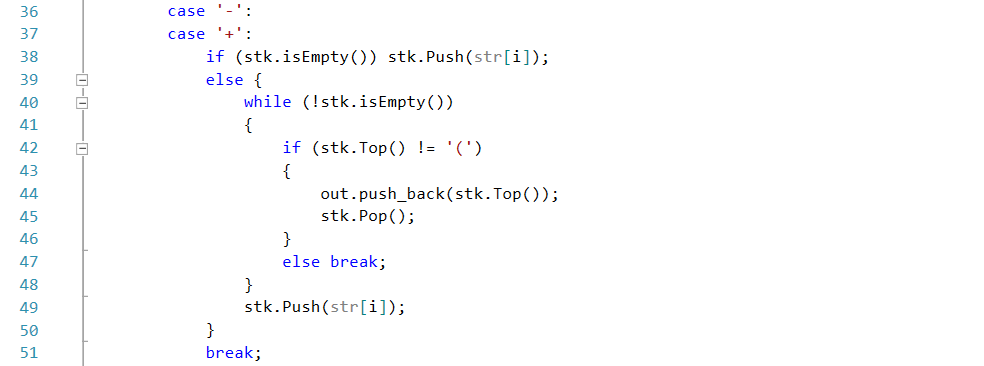 36 case '-':
37 case '+':
38 if (stk.isEmpty()) stk.Push(str[i]);
39 else {
40 while (!stk.isEmpty())
41 {
42 if (stk.Top() != '(')
43 {
44 out.push_back(stk.Top());
45 stk.Pop();
46 }
47 else break;
48 }
49 stk.Push(str[i]);
50 }
51 break;